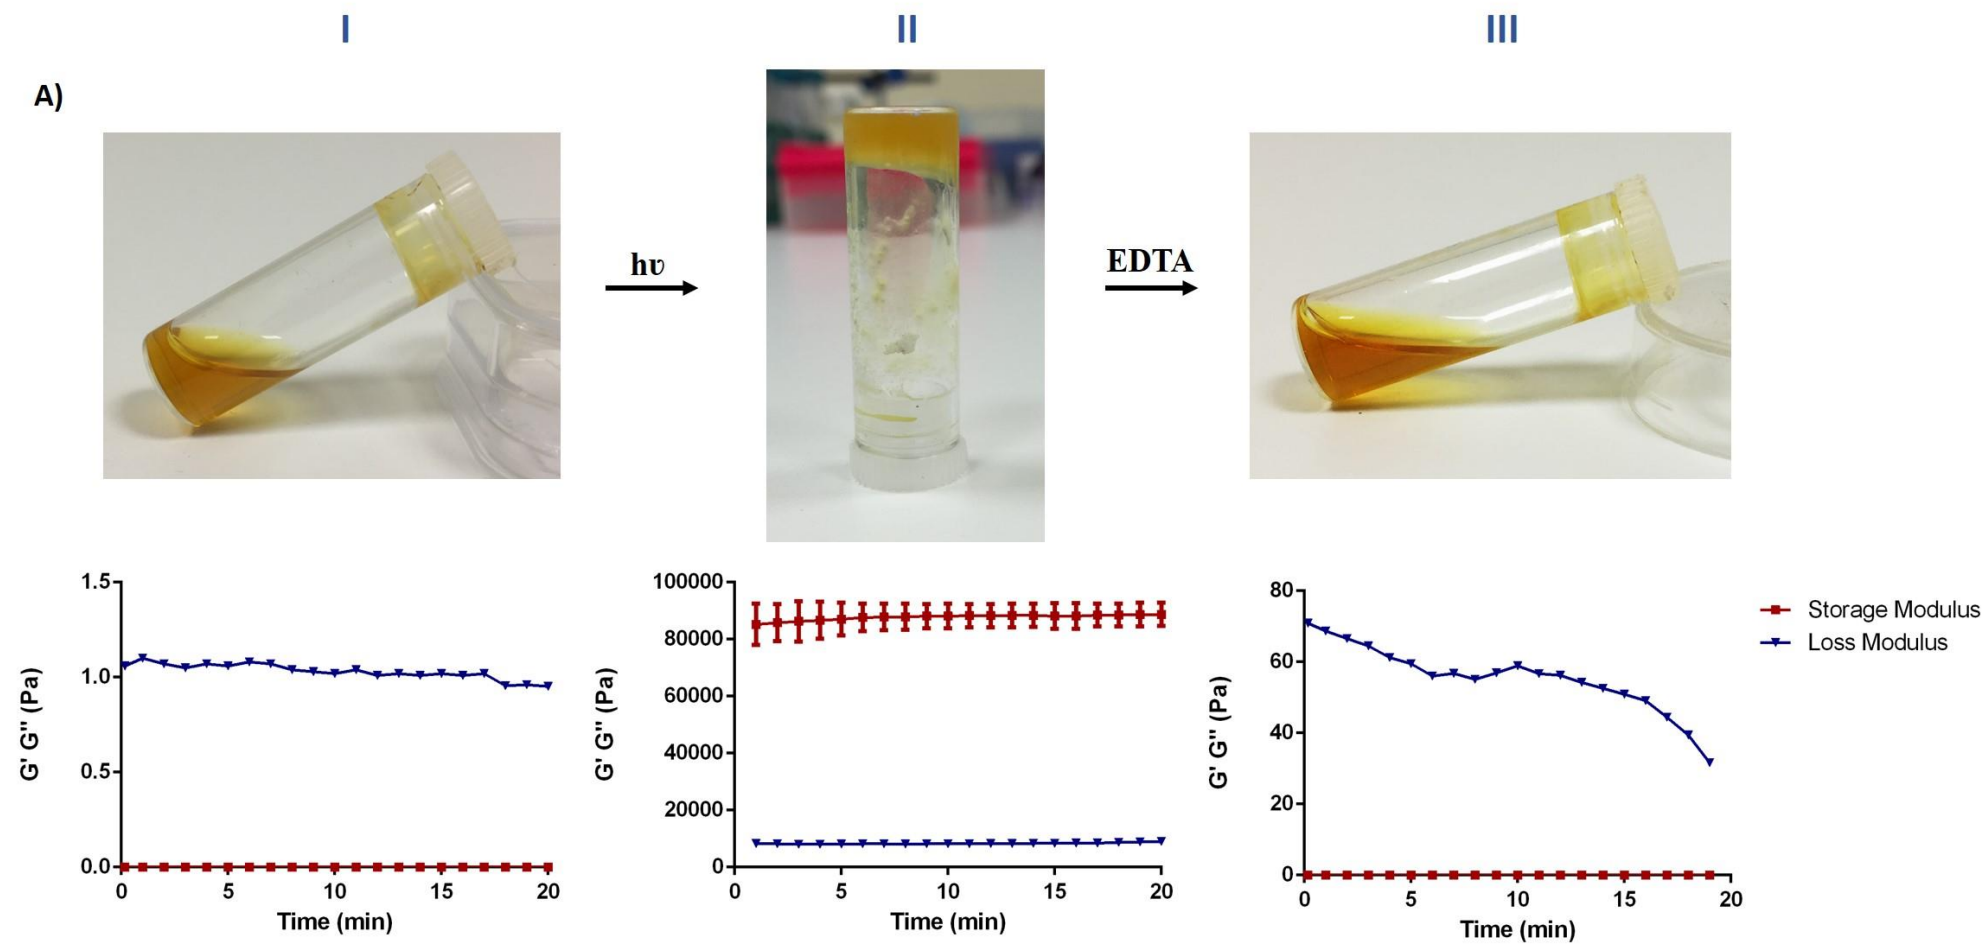 I
II
III
A)
hυ
EDTA
1.5
1.0
0.5
0.0
0
5
10
15
20
G' G" (Pa)
Time (min)
100000
80000
60000
40000
20000
0
0
5
10
15
20
G' G" (Pa)
Time (min)
80
60
40
20
0
0
5
10
15
20
G' G" (Pa)
Time (min)
Storage Modulus
Loss Modulus